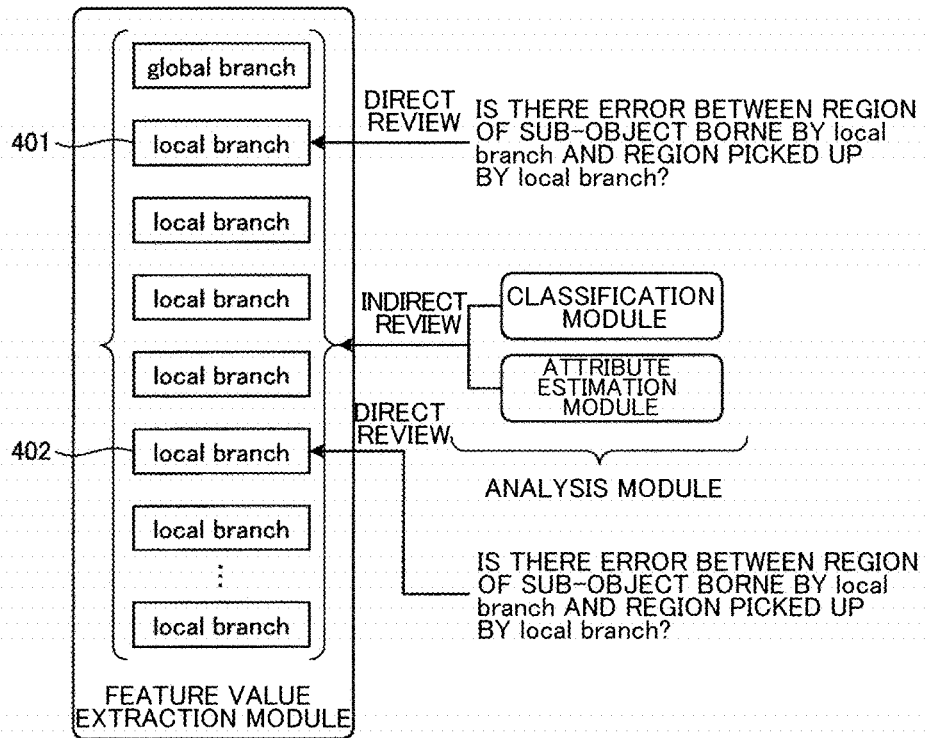 global branch
401
local branch
DIRECT
REVIEW
IS THERE ERROR BETWEEN REGION
OF SUB-OBJECT BORNE BY local
branch AND REGION PICKED UP
BY local branch?
local branch
local branch
INDIRECT
REVIEW
CLASSIFICATION
MODULE
ATTRIBUTE
ESTIMATION
MODULE
ANALYSIS MODULE
local branch
DIRECT
REVIEW
402
local branch
IS THERE ERROR BETWEEN REGION
OF SUB-OBJECT BORNE BY local
branch AND REGION PICKED UP
BY local branch?
local branch
⋮
local branch
FEATURE VALUE
EXTRACTION MODULE